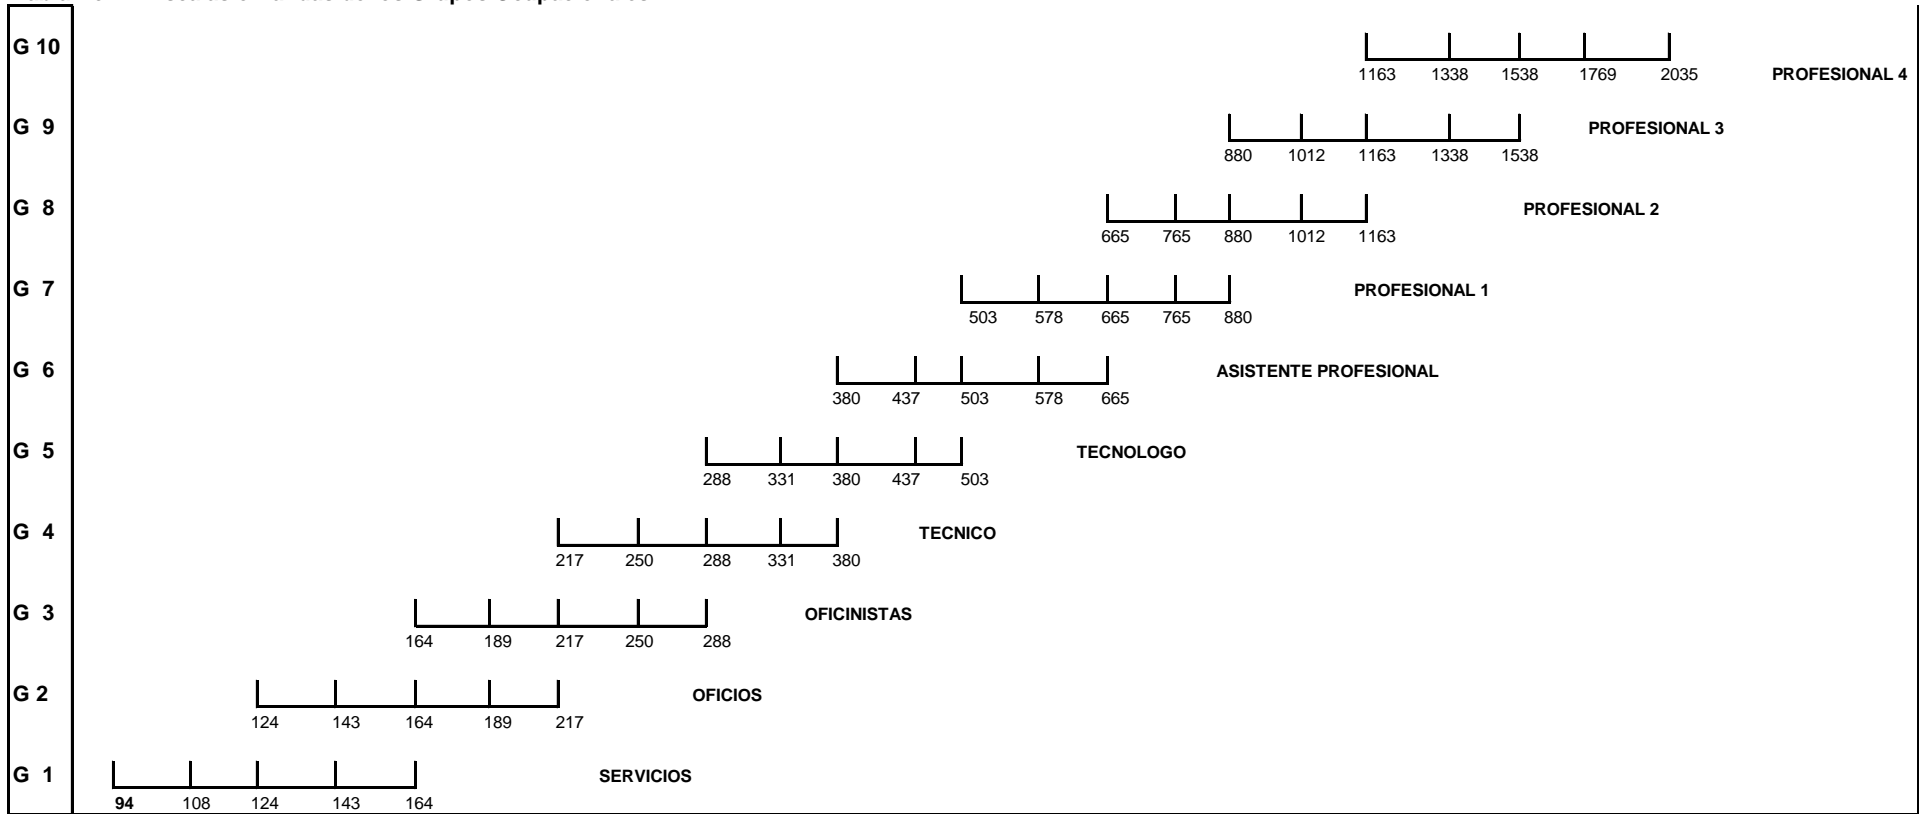 G 10
1163 1338 1538 1769 2035 PROFESIONAL 4
G 9 PROFESIONAL 3
880 1012 1163 1338 1538
G 8 PROFESIONAL 2
665 765 880 1012 1163
G 7 PROFESIONAL 1
503 578 665 765 880
G 6 ASISTENTE PROFESIONAL
380 437 503 578 665
G 5 TECNOLOGO
288 331 380 437 503
G 4 TECNICO
217 250 288 331 380
G 3 OFICINISTAS
164 189 217 250 288
G 2 OFICIOS
124 143 164 189 217
G 1 SERVICIOS
94 108 124 143 164